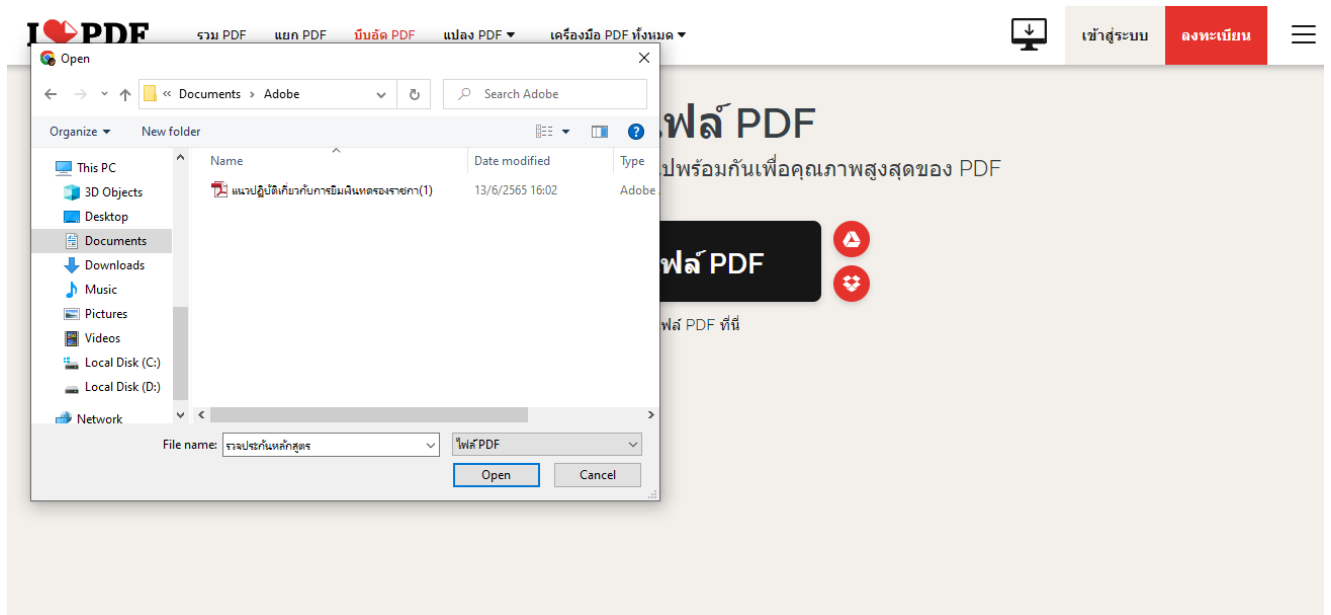 I PDF รวม PDF แยก PDF บีบอัด PDF แปลง PDF เครื่องมือ PDF ทั้งหมด เข้าสู่ระบบ ลงทะเบียน
Open
« Documents › Adobe Search Adobe
Organize New folder
Name Date modified Type
แนวปฏิบัติเกี่ยวกับการยืมเงินทดรองราชกา(1) 13/6/2565 16:02 Adobe
This PC
3D Objects
Desktop
Documents
Downloads
Music
Pictures
Videos
Local Disk (C:)
Local Disk (D:)
Network
File name: รวจประกันหลักสูตร ไฟล์ PDF
Open Cancel
ฟล์ PDF
ปพร้อมกันเพื่อคุณภาพสูงสุดของ PDF
ฟล์ PDF
ฟล์ PDF ที่นี่